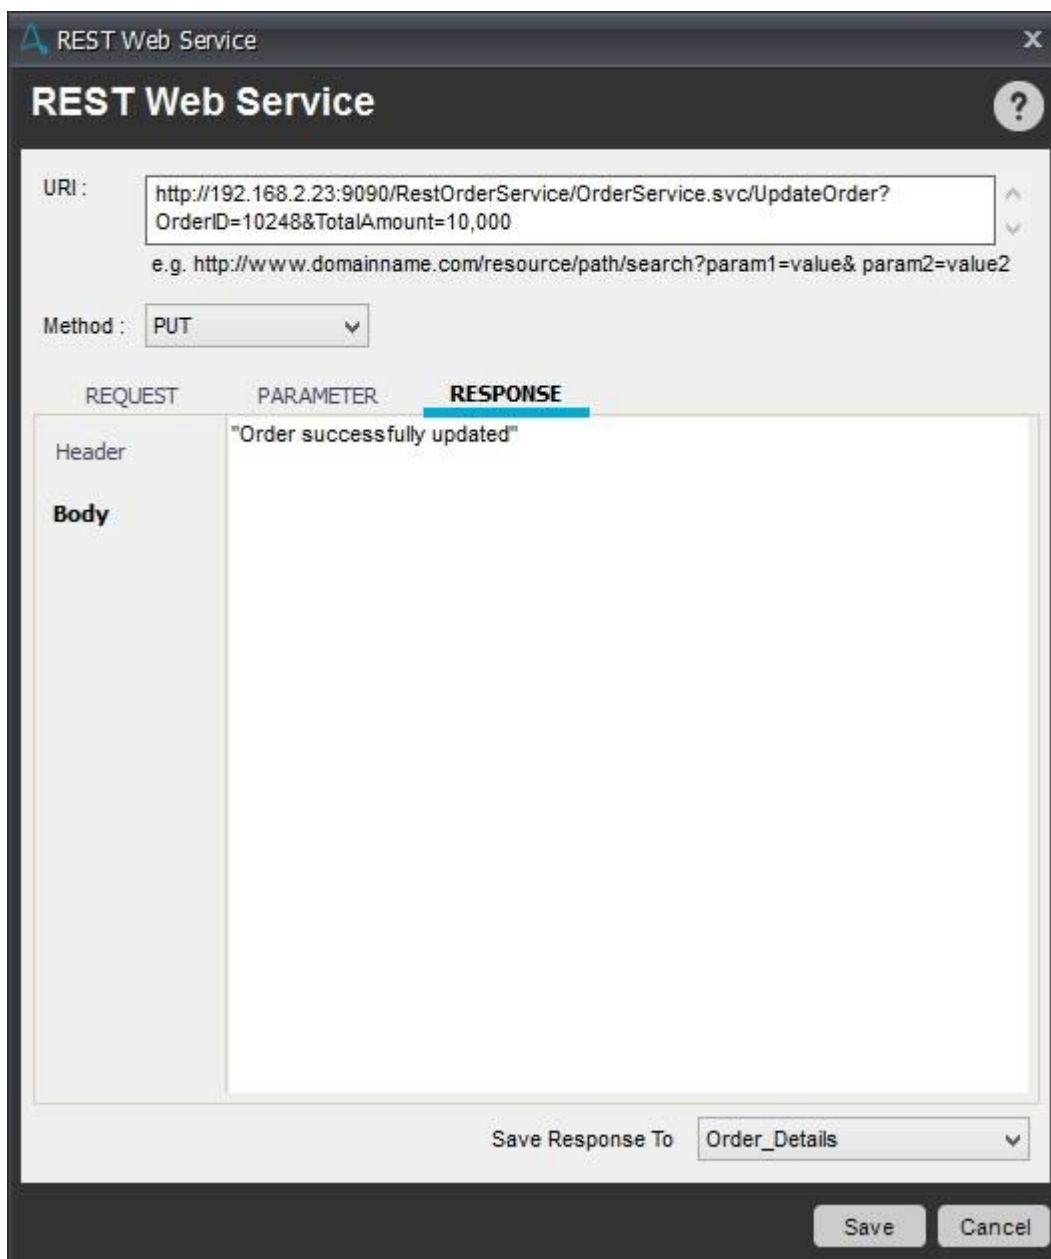 REST Web Service
x
REST Web Service
?
URI :
http://192.168.2.23:9090/RestOrderService/OrderService.svc/UpdateOrder?
OrderID=10248&TotalAmount=10,000
e.g. http://www.domainname.com/resource/path/search?param1=value& param2=value2
Method :
PUT
REQUEST
PARAMETER
RESPONSE
Header
Body
"Order successfully updated"
Save Response To
Order_Details
Save
Cancel